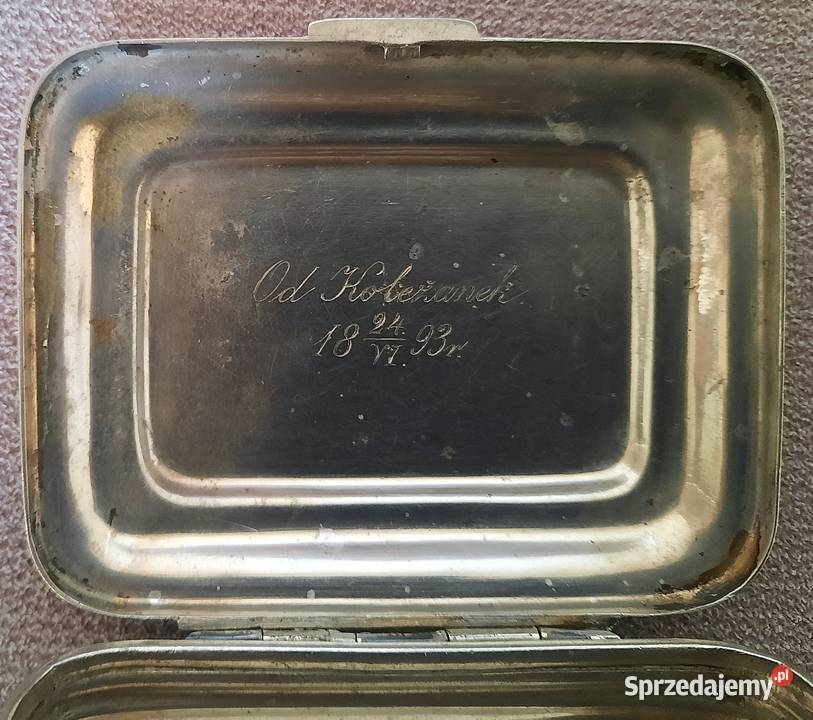 Od Koleżanek.
18 24/VI. 93r.
Sprzedajemy.pl